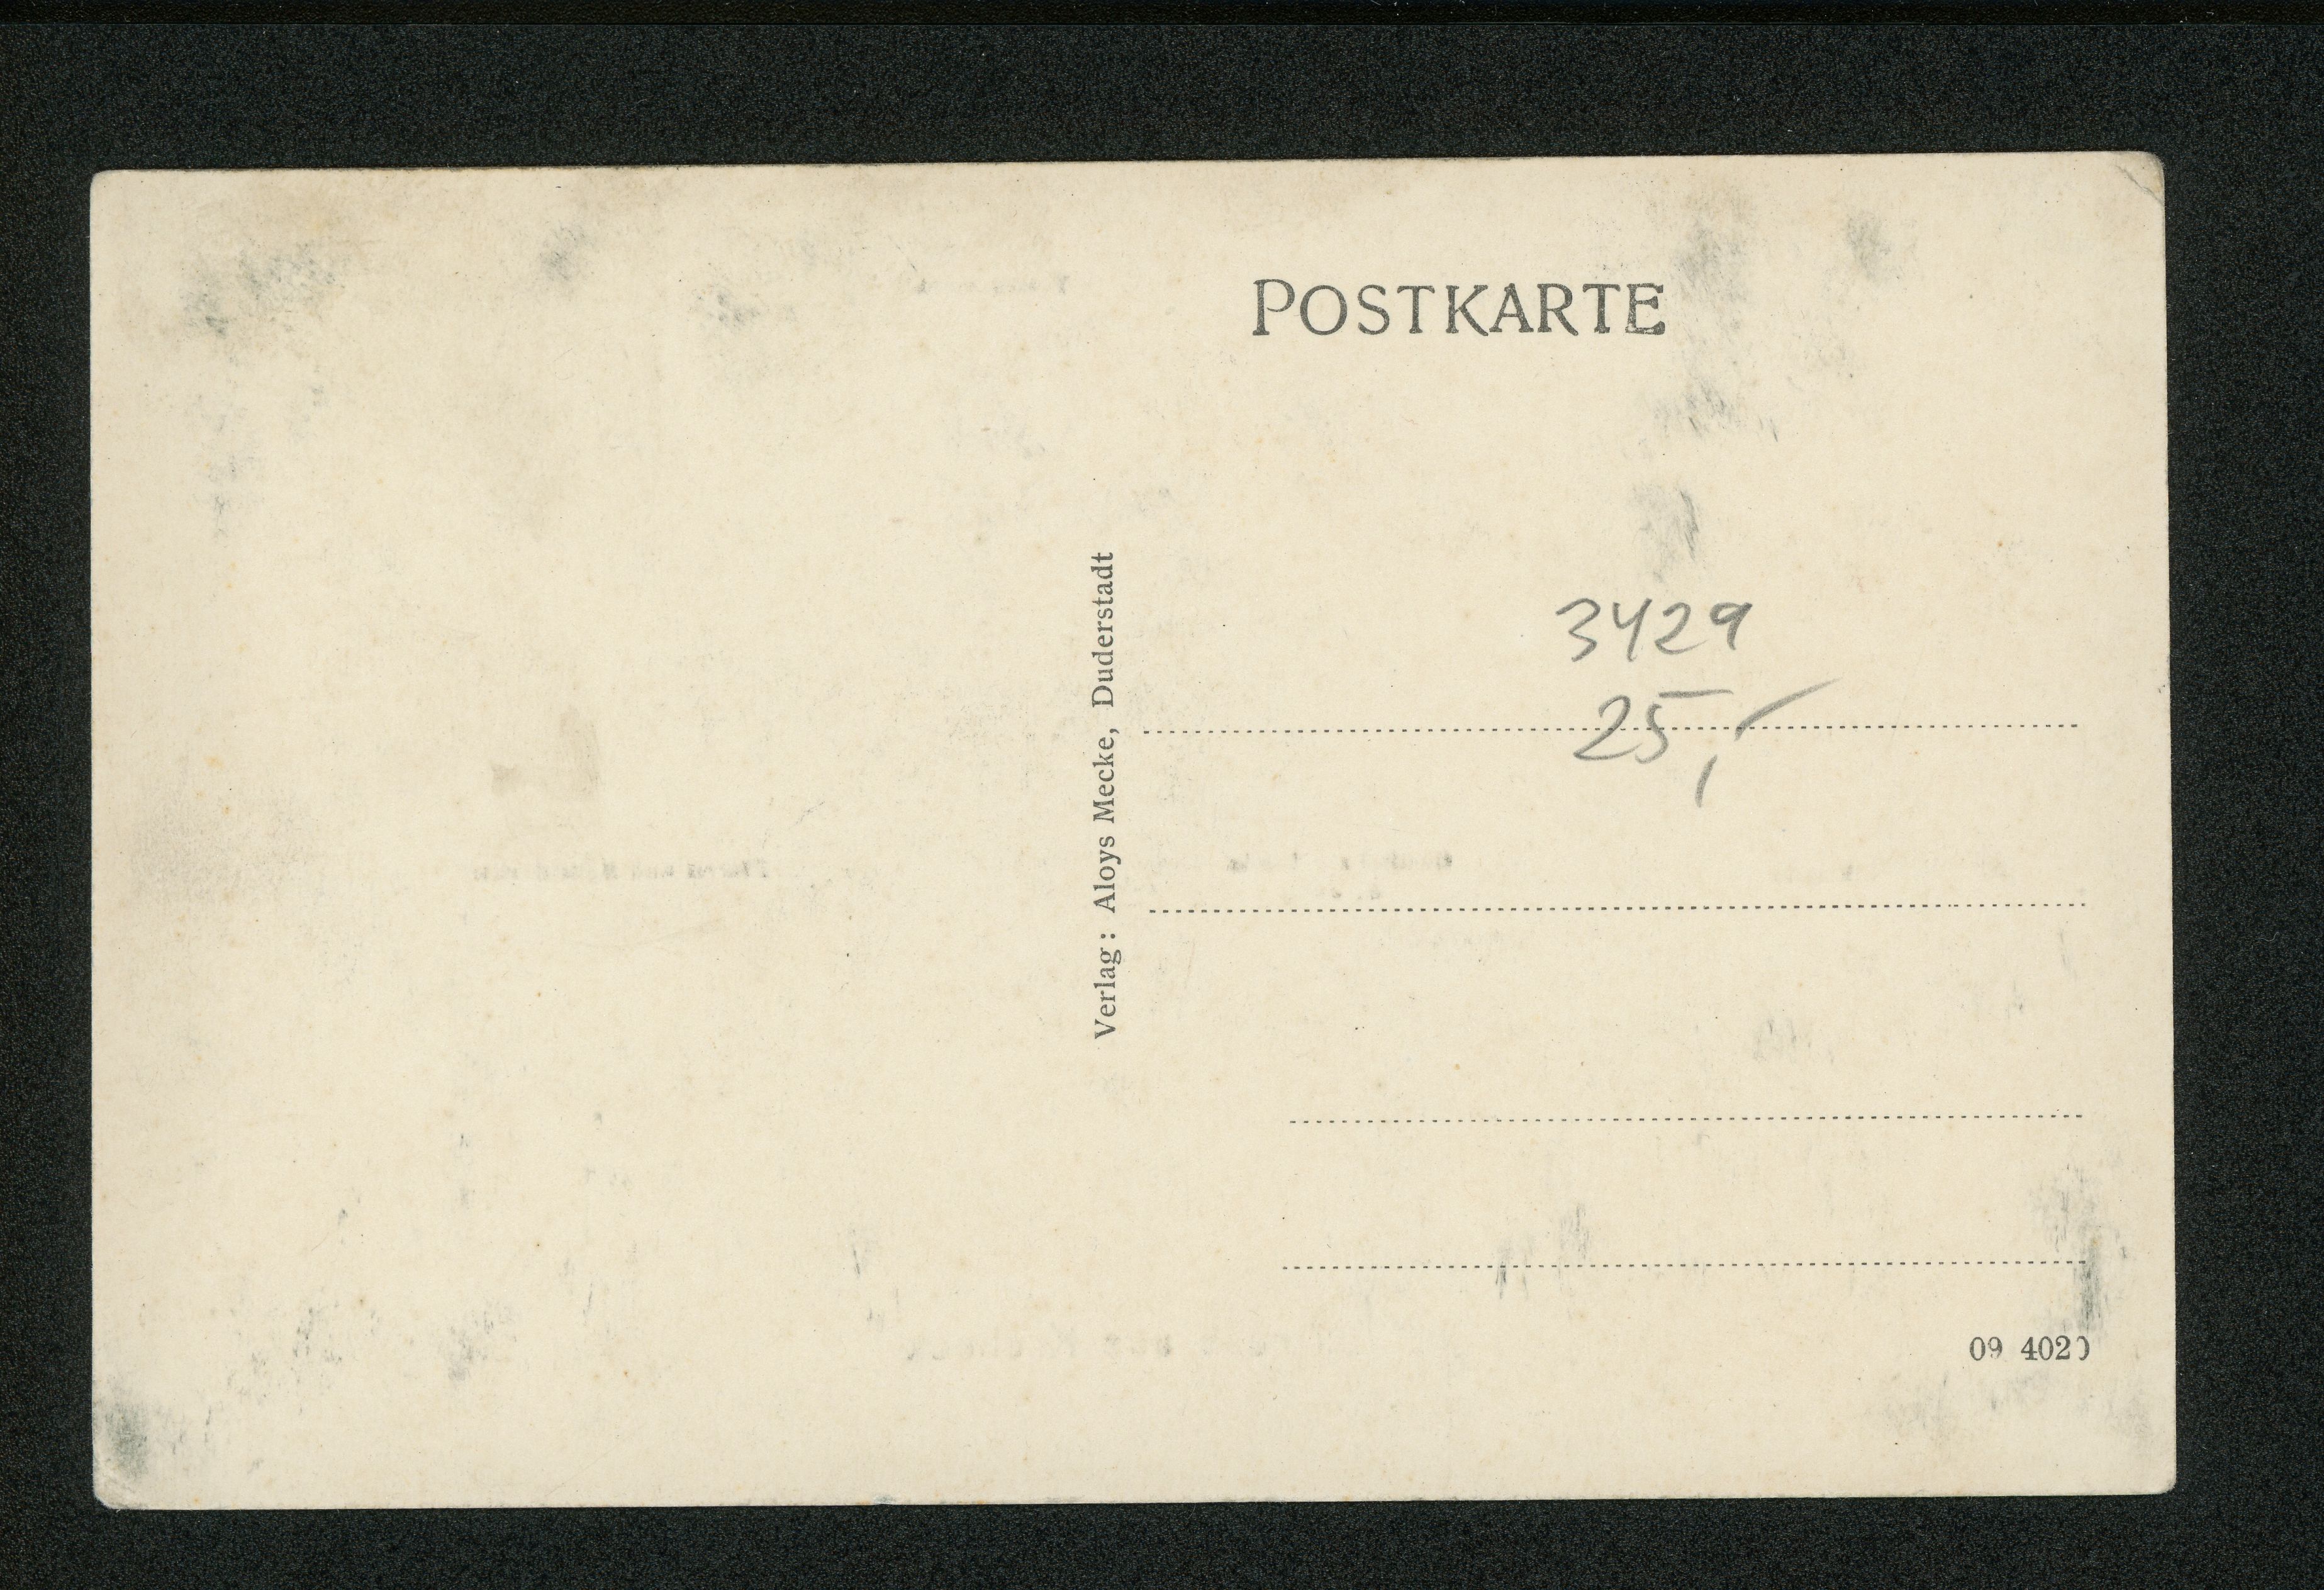 POSTKARTE
Verlag: Aloys Mecke, Duderstadt
3429
25,-
09 4020